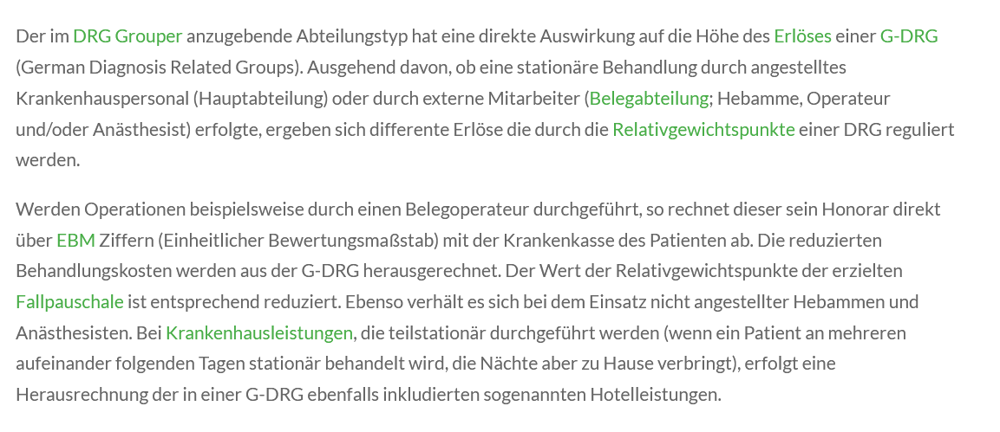 Der im DRG Grouper anzugebende Abteilungstyp hat eine direkte Auswirkung auf die Höhe des Erlöses einer G-DRG
(German Diagnosis Related Groups). Ausgehend davon, ob eine stationäre Behandlung durch angestelltes
Krankenhauspersonal (Hauptabteilung) oder durch externe Mitarbeiter (Belegabteilung; Hebamme, Operateur
und/oder Anästhesist) erfolgte, ergeben sich differente Erlöse die durch die Relativgewichtspunkte einer DRG reguliert
werden.
Werden Operationen beispielsweise durch einen Belegoperateur durchgeführt, so rechnet dieser sein Honorar direkt
über EBM Ziffern (Einheitlicher Bewertungsmaßstab) mit der Krankenkasse des Patienten ab. Die reduzierten
Behandlungskosten werden aus der G-DRG herausgerechnet. Der Wert der Relativgewichtspunkte der erzielten
Fallpauschale ist entsprechend reduziert. Ebenso verhält es sich bei dem Einsatz nicht angestellter Hebammen und
Anästhesisten. Bei Krankenhausleistungen, die teilstationär durchgeführt werden (wenn ein Patient an mehreren
aufeinander folgenden Tagen stationär behandelt wird, die Nächte aber zu Hause verbringt), erfolgt eine
Herausrechnung der in einer G-DRG ebenfalls inkludierten sogenannten Hotelleistungen.